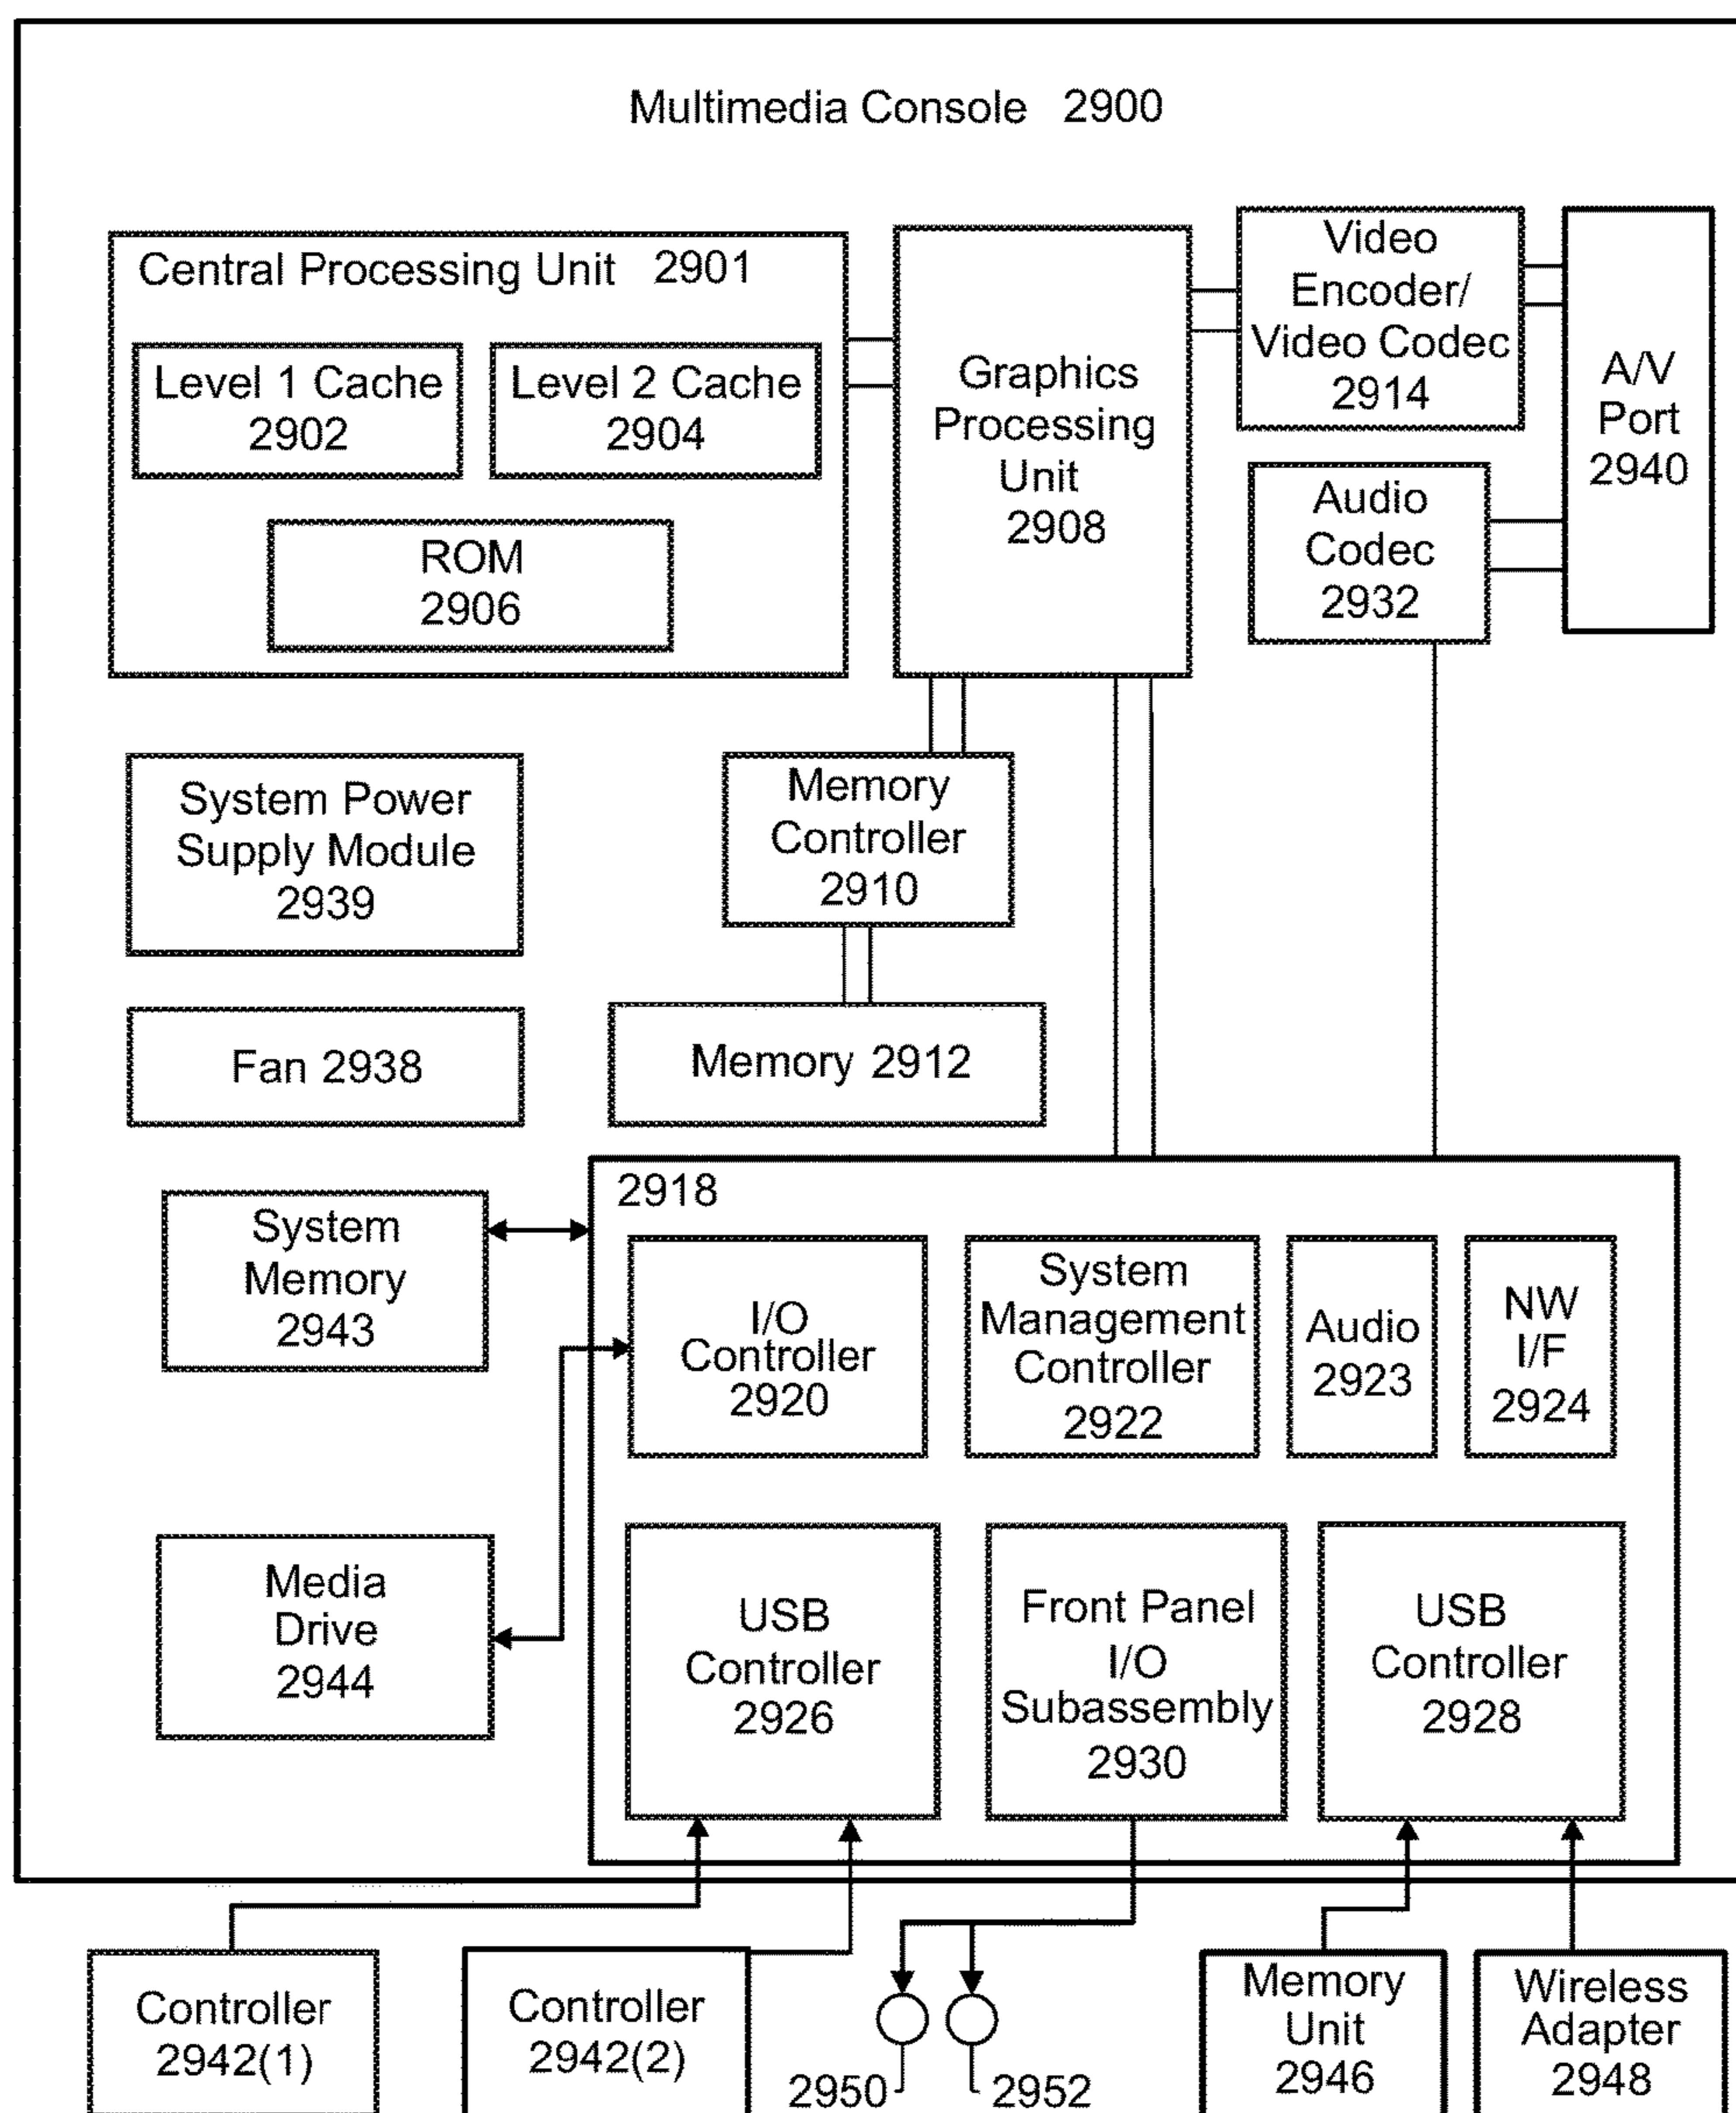 Multimedia Console 2900
Central Processing Unit 2901
Level 1 Cache
2902
Level 2 Cache
2904
ROM
2906
Graphics
Processing
Unit
2908
Video
Encoder/
Video Codec
2914
A/V
Port
2940
Audio
Codec
2932
System Power
Supply Module
2939
Memory
Controller
2910
Fan 2938
Memory 2912
2918
System
Memory
2943
I/O
Controller
2920
System
Management
Controller
2922
Audio
2923
NW
I/F
2924
Media
Drive
2944
USB
Controller
2926
Front Panel
I/O
Subassembly
2930
USB
Controller
2928
Controller
2942(1)
Controller
2942(2)
2950
2952
Memory
Unit
2946
Wireless
Adapter
2948